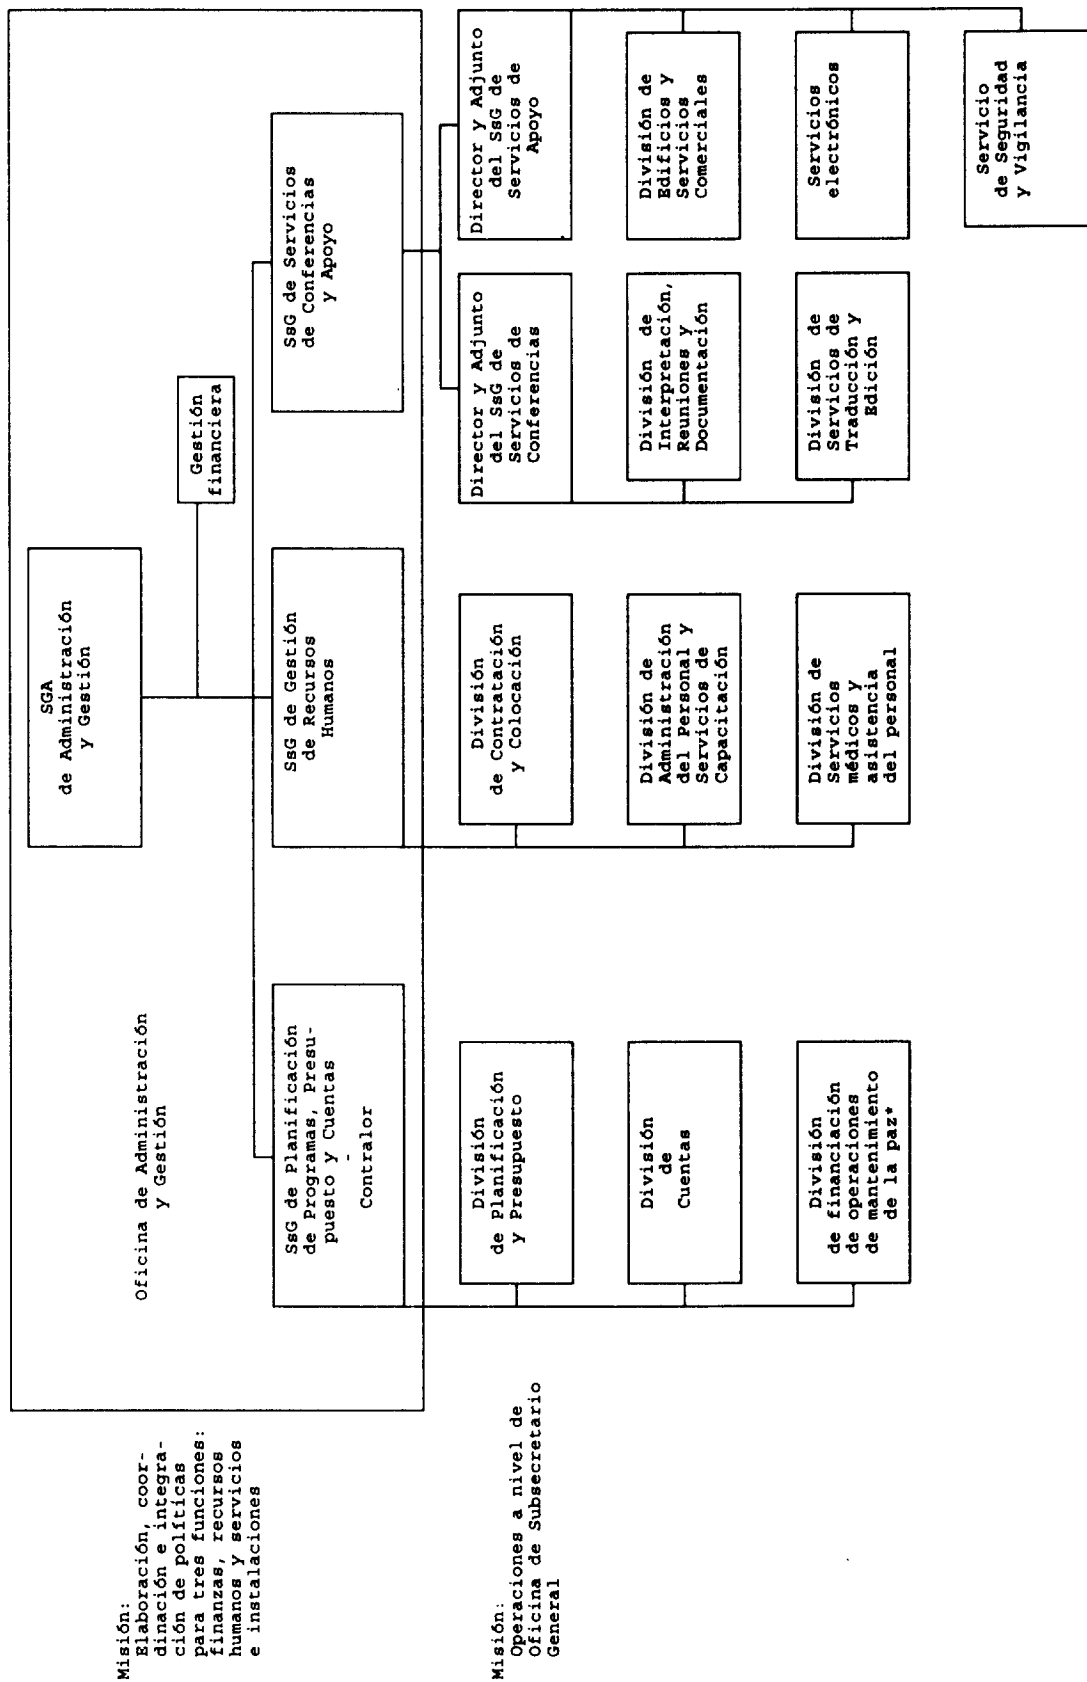 Misión:
Elaboración, coor-
dinación e integra-
ción de políticas
para tres funciones:
finanzas, recursos
humanos y servicios
e instalaciones
Oficina de Administración
y Gestión
SGA
de Administración
y Gestión
Gestión
financiera
SsG de Planificación
de Programas, Presu-
puesto y Cuentas
-
Contralor
SsG de Gestión
de Recursos
Humanos
SsG de Servicios
de Conferencias
y Apoyo
Misión:
Operaciones a nivel de
Oficina de Subsecretario
General
División
de Planificación
y Presupuesto
División
de Contratación
y Colocación
Director y Adjunto
del SsG de
Servicios de
Conferencias
Director y Adjunto
del SsG de
Servicios de
Apoyo
División
de
Cuentas
División de
Administración
del Personal y
Servicios de
Capacitación
División de
Interpretación,
Reuniones y
Documentación
División de
Edificios y
Servicios
Comerciales
División
de financiación
de operaciones
de mantenimiento
de la paz*
División de
Servicios
médicos y
asistencia
del personal
División de
Servicios de
Traducción y
Edición
Servicios
electrónicos
Servicio
de Seguridad
y Vigilancia